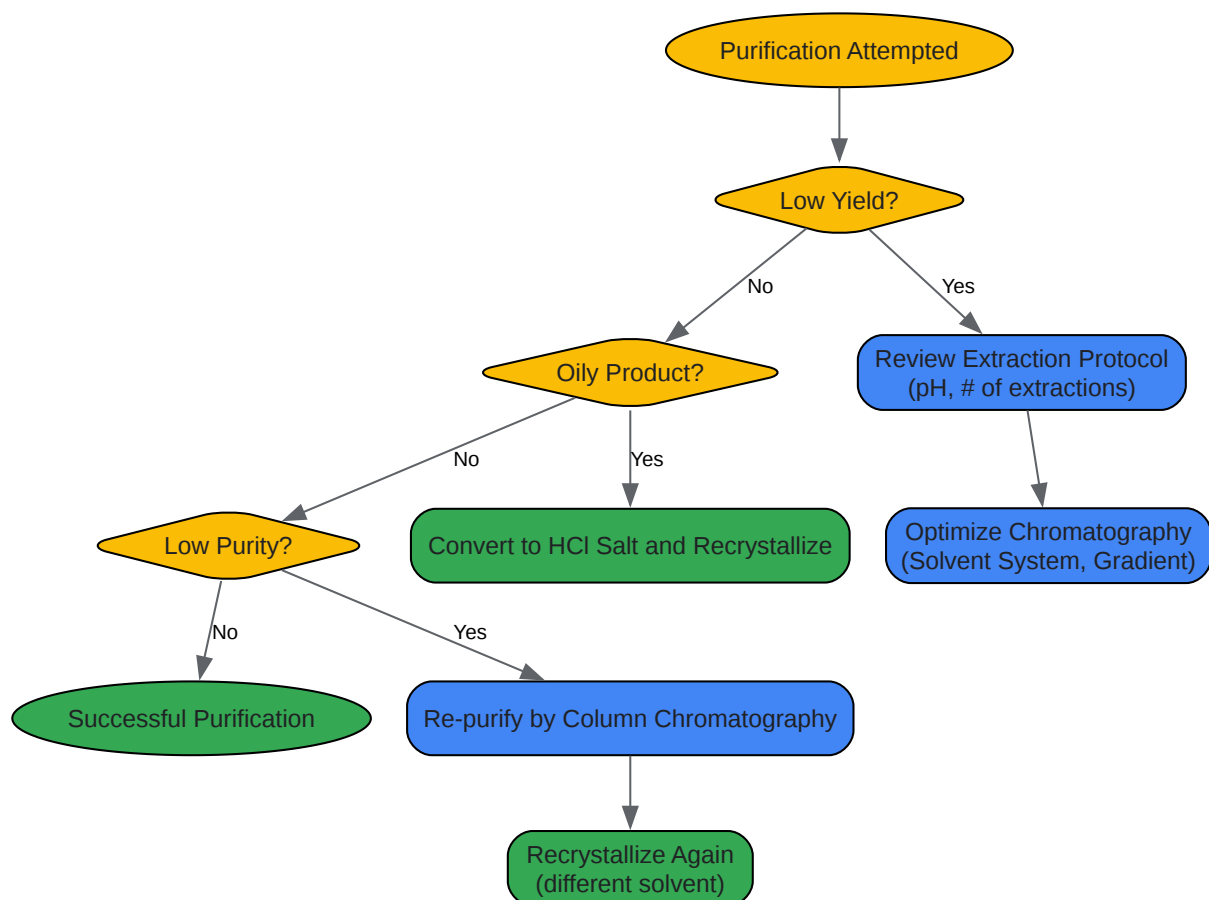 Purification Attempted
Low Yield?
No
Yes
Oily Product?
Review Extraction Protocol
(pH, # of extractions)
No
Yes
Low Purity?
Convert to HCl Salt and Recrystallize
Optimize Chromatography
(Solvent System, Gradient)
No
Yes
Successful Purification
Re-purify by Column Chromatography
Recrystallize Again
(different solvent)